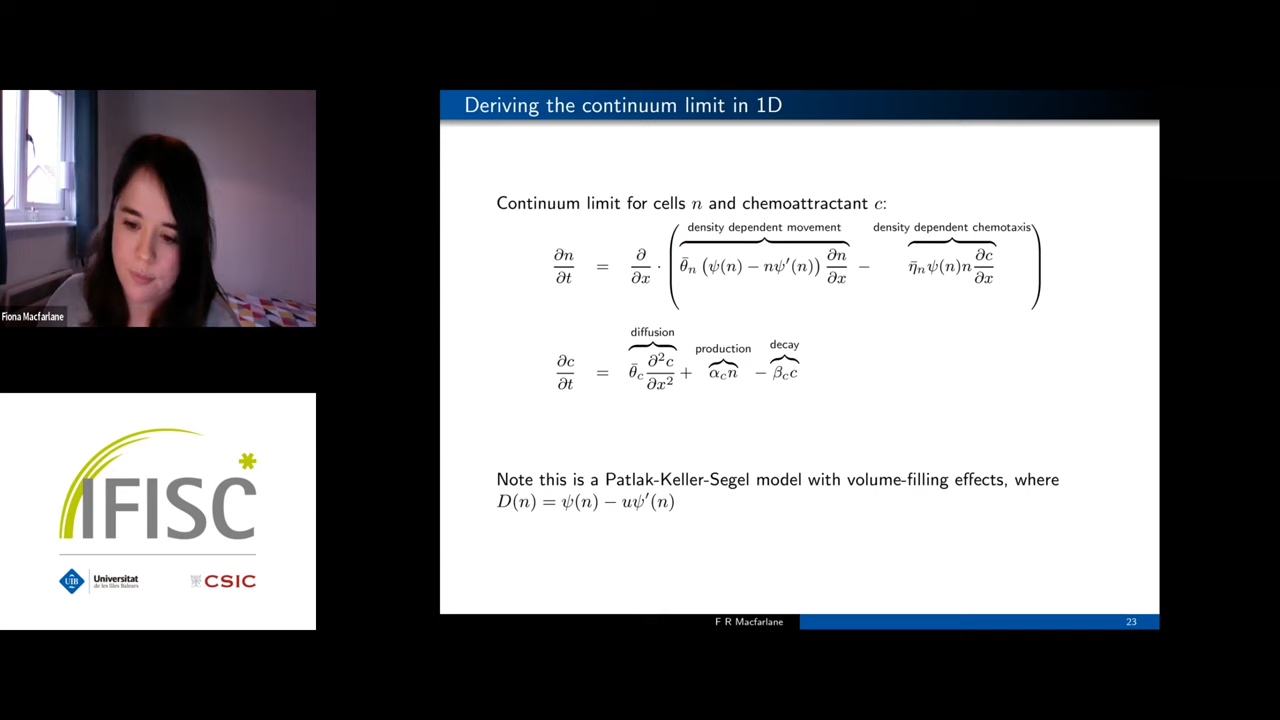 Deriving the continuum limit in 1D
Continuum limit for cells n and chemoattractant c:
density dependent movement density dependent chemotaxis
∂n/∂t = ∂/∂x · ( θ̄ₙ (ψ(n) − nψ′(n)) ∂n/∂x − η̄ₙψ(n)n ∂c/∂x )
diffusion production decay
∂c/∂t = θ̄_c ∂²c/∂x² + α_c n − β_c c
Note this is a Patlak-Keller-Segel model with volume-filling effects, where
D(n) = ψ(n) − uψ′(n)
F R Macfarlane 23
Fiona Macfarlane
IFISC
UIB Universitat
de les Illes Balears
CSIC